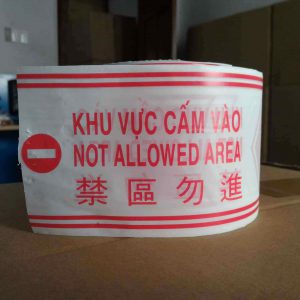 KHU VỰC CẤM VÀO
NOT ALLOWED AREA
禁區勿進